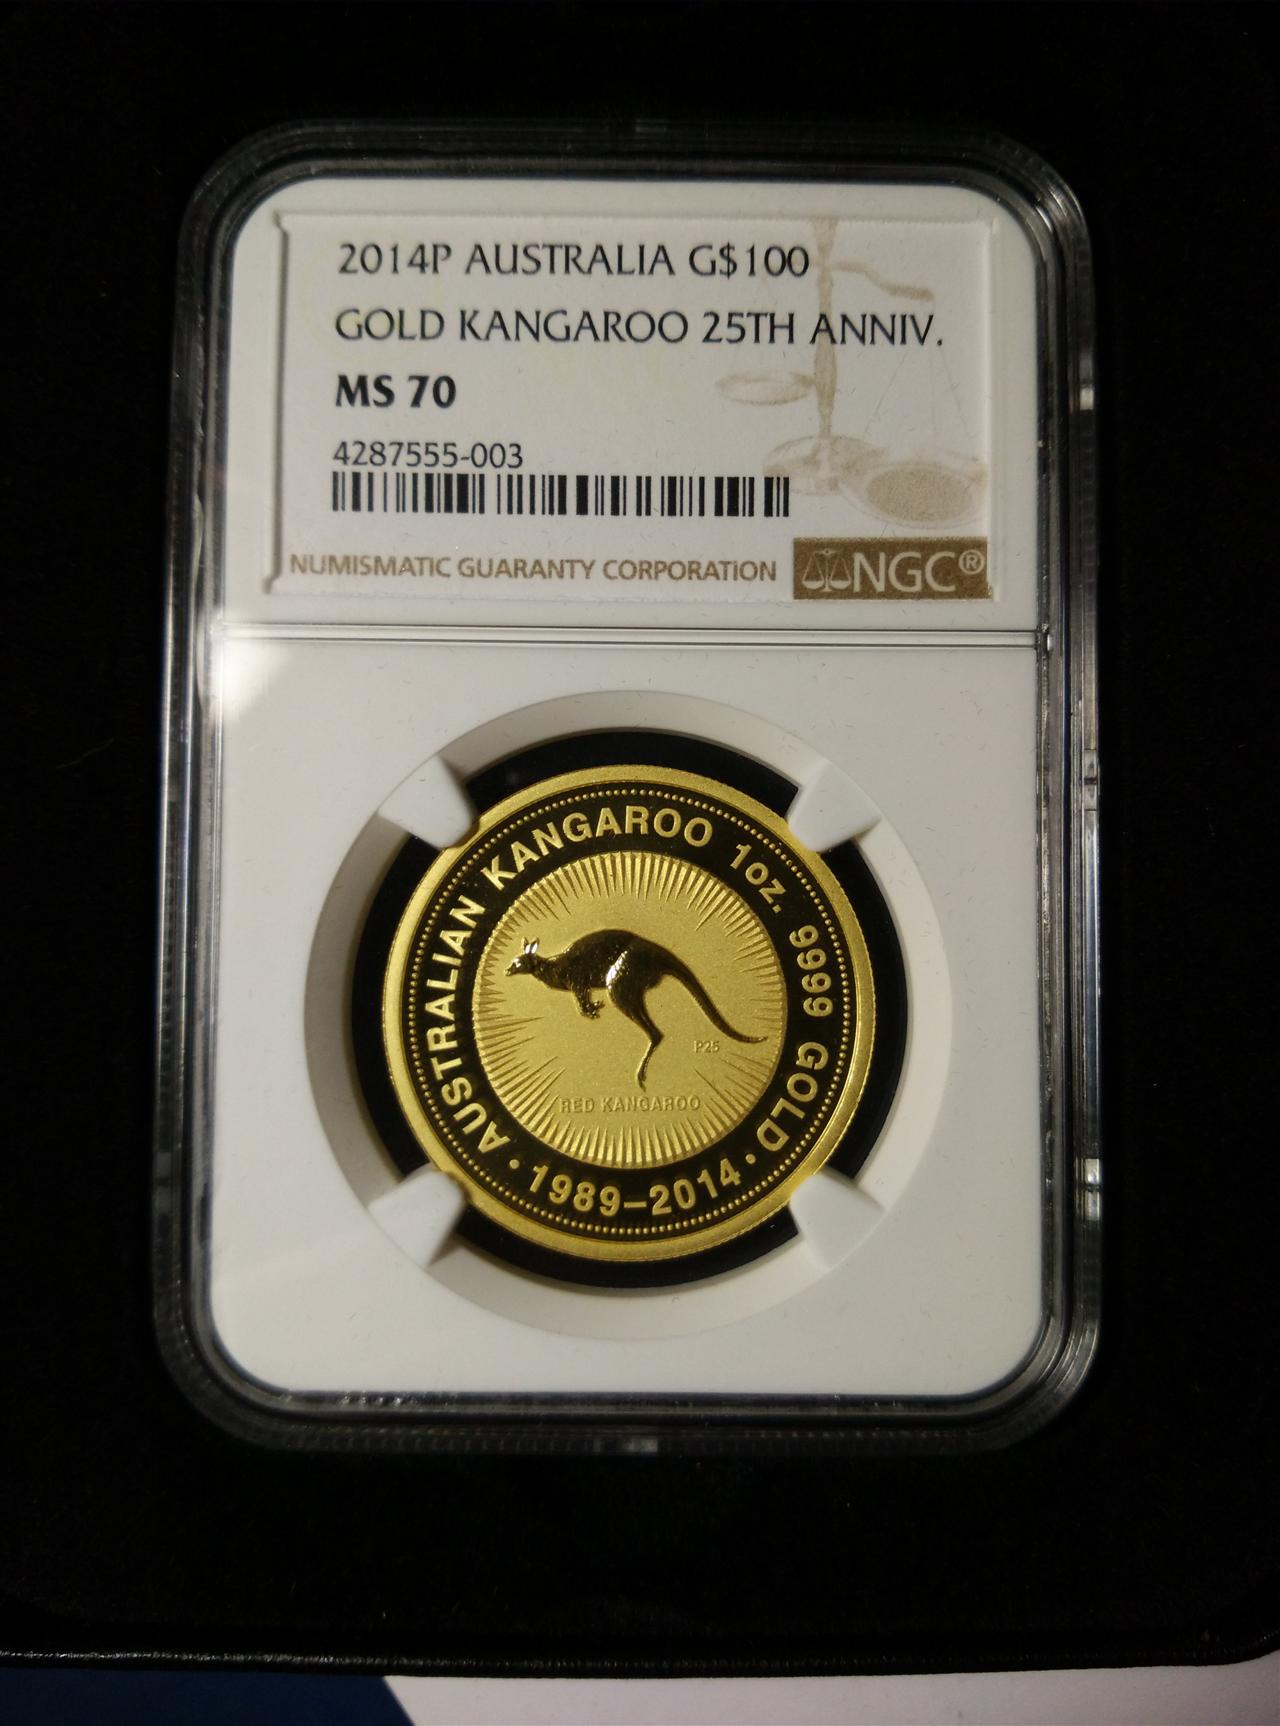 2014P AUSTRALIA G$100
GOLD KANGAROO 25TH ANNIV.
MS 70
4287555-003
NUMISMATIC GUARANTY CORPORATION
NGC®
AUSTRALIAN KANGAROO 1oz. 9999 GOLD
P25
RED KANGAROO
• 1989–2014 •